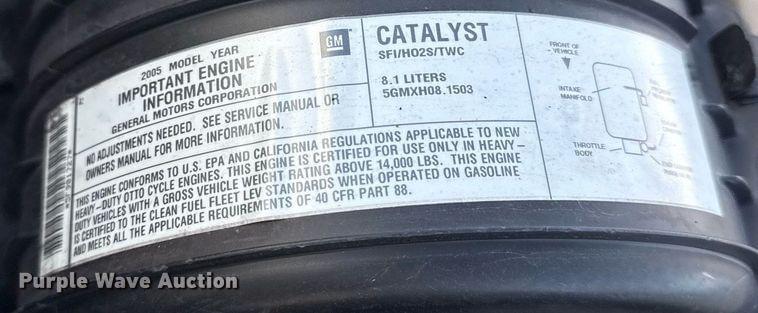 2005 MODEL YEAR
IMPORTANT ENGINE
INFORMATION
GENERAL MOTORS CORPORATION
GM
CATALYST
SFI/HO2S/TWC
8.1 LITERS
5GMXH08.1503
NO ADJUSTMENTS NEEDED. SEE SERVICE MANUAL OR
OWNERS MANUAL FOR MORE INFORMATION.
THIS ENGINE CONFORMS TO U.S. EPA AND CALIFORNIA REGULATIONS APPLICABLE TO NEW
HEAVY-DUTY OTTO CYCLE ENGINES. THIS ENGINE IS CERTIFIED FOR USE ONLY IN HEAVY-
DUTY VEHICLES WITH A GROSS VEHICLE WEIGHT RATING ABOVE 14,000 LBS. THIS ENGINE
IS CERTIFIED TO THE CLEAN FUEL FLEET LEV STANDARDS WHEN OPERATED ON GASOLINE
AND MEETS ALL THE APPLICABLE REQUIREMENTS OF 40 CFR PART 88.
FRONT OF
VEHICLE
INTAKE
MANIFOLD
THROTTLE
BODY
Purple Wave Auction